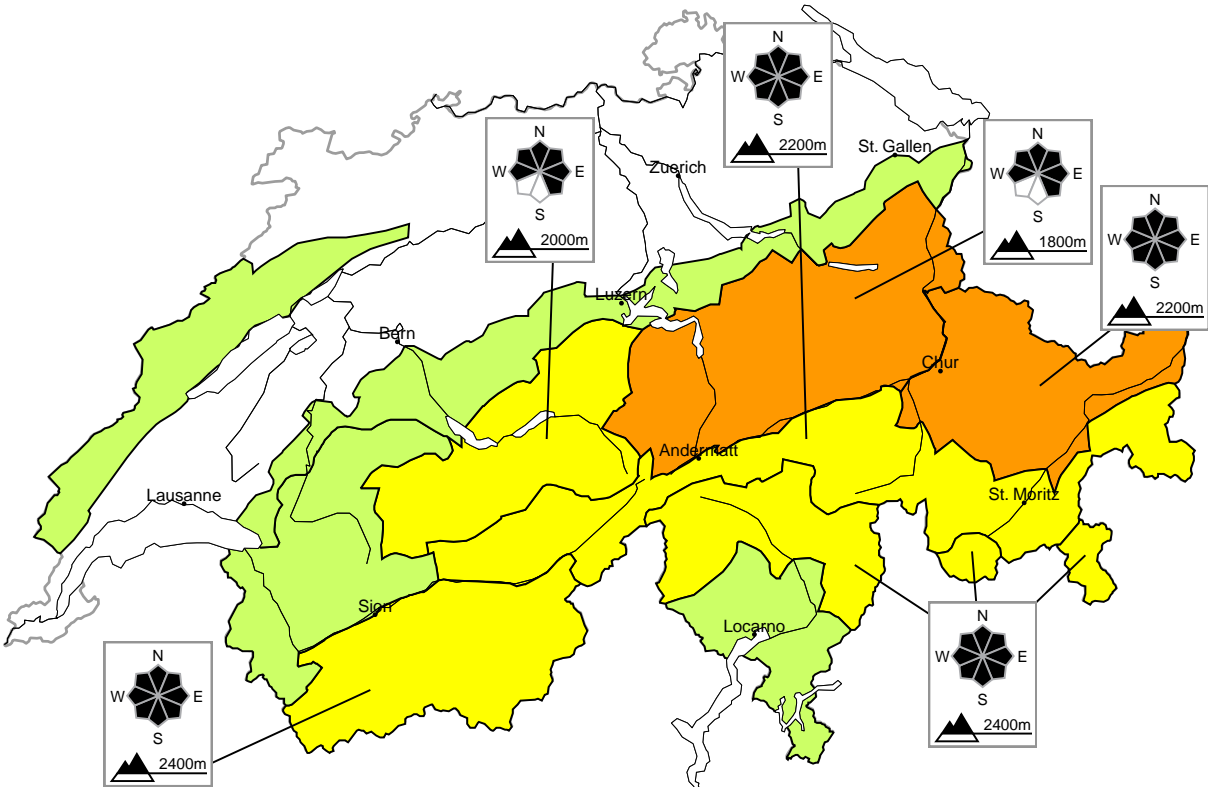 N
W E
S
2200m
N
W E
S
2000m
Zuerich
St. Gallen
N
W E
S
1800m
N
W E
S
2200m
Luzern
Bern
Chur
Andermatt
Lausanne
St. Moritz
Sion
Locarno
N
W E
S
2400m
N
W E
S
2400m